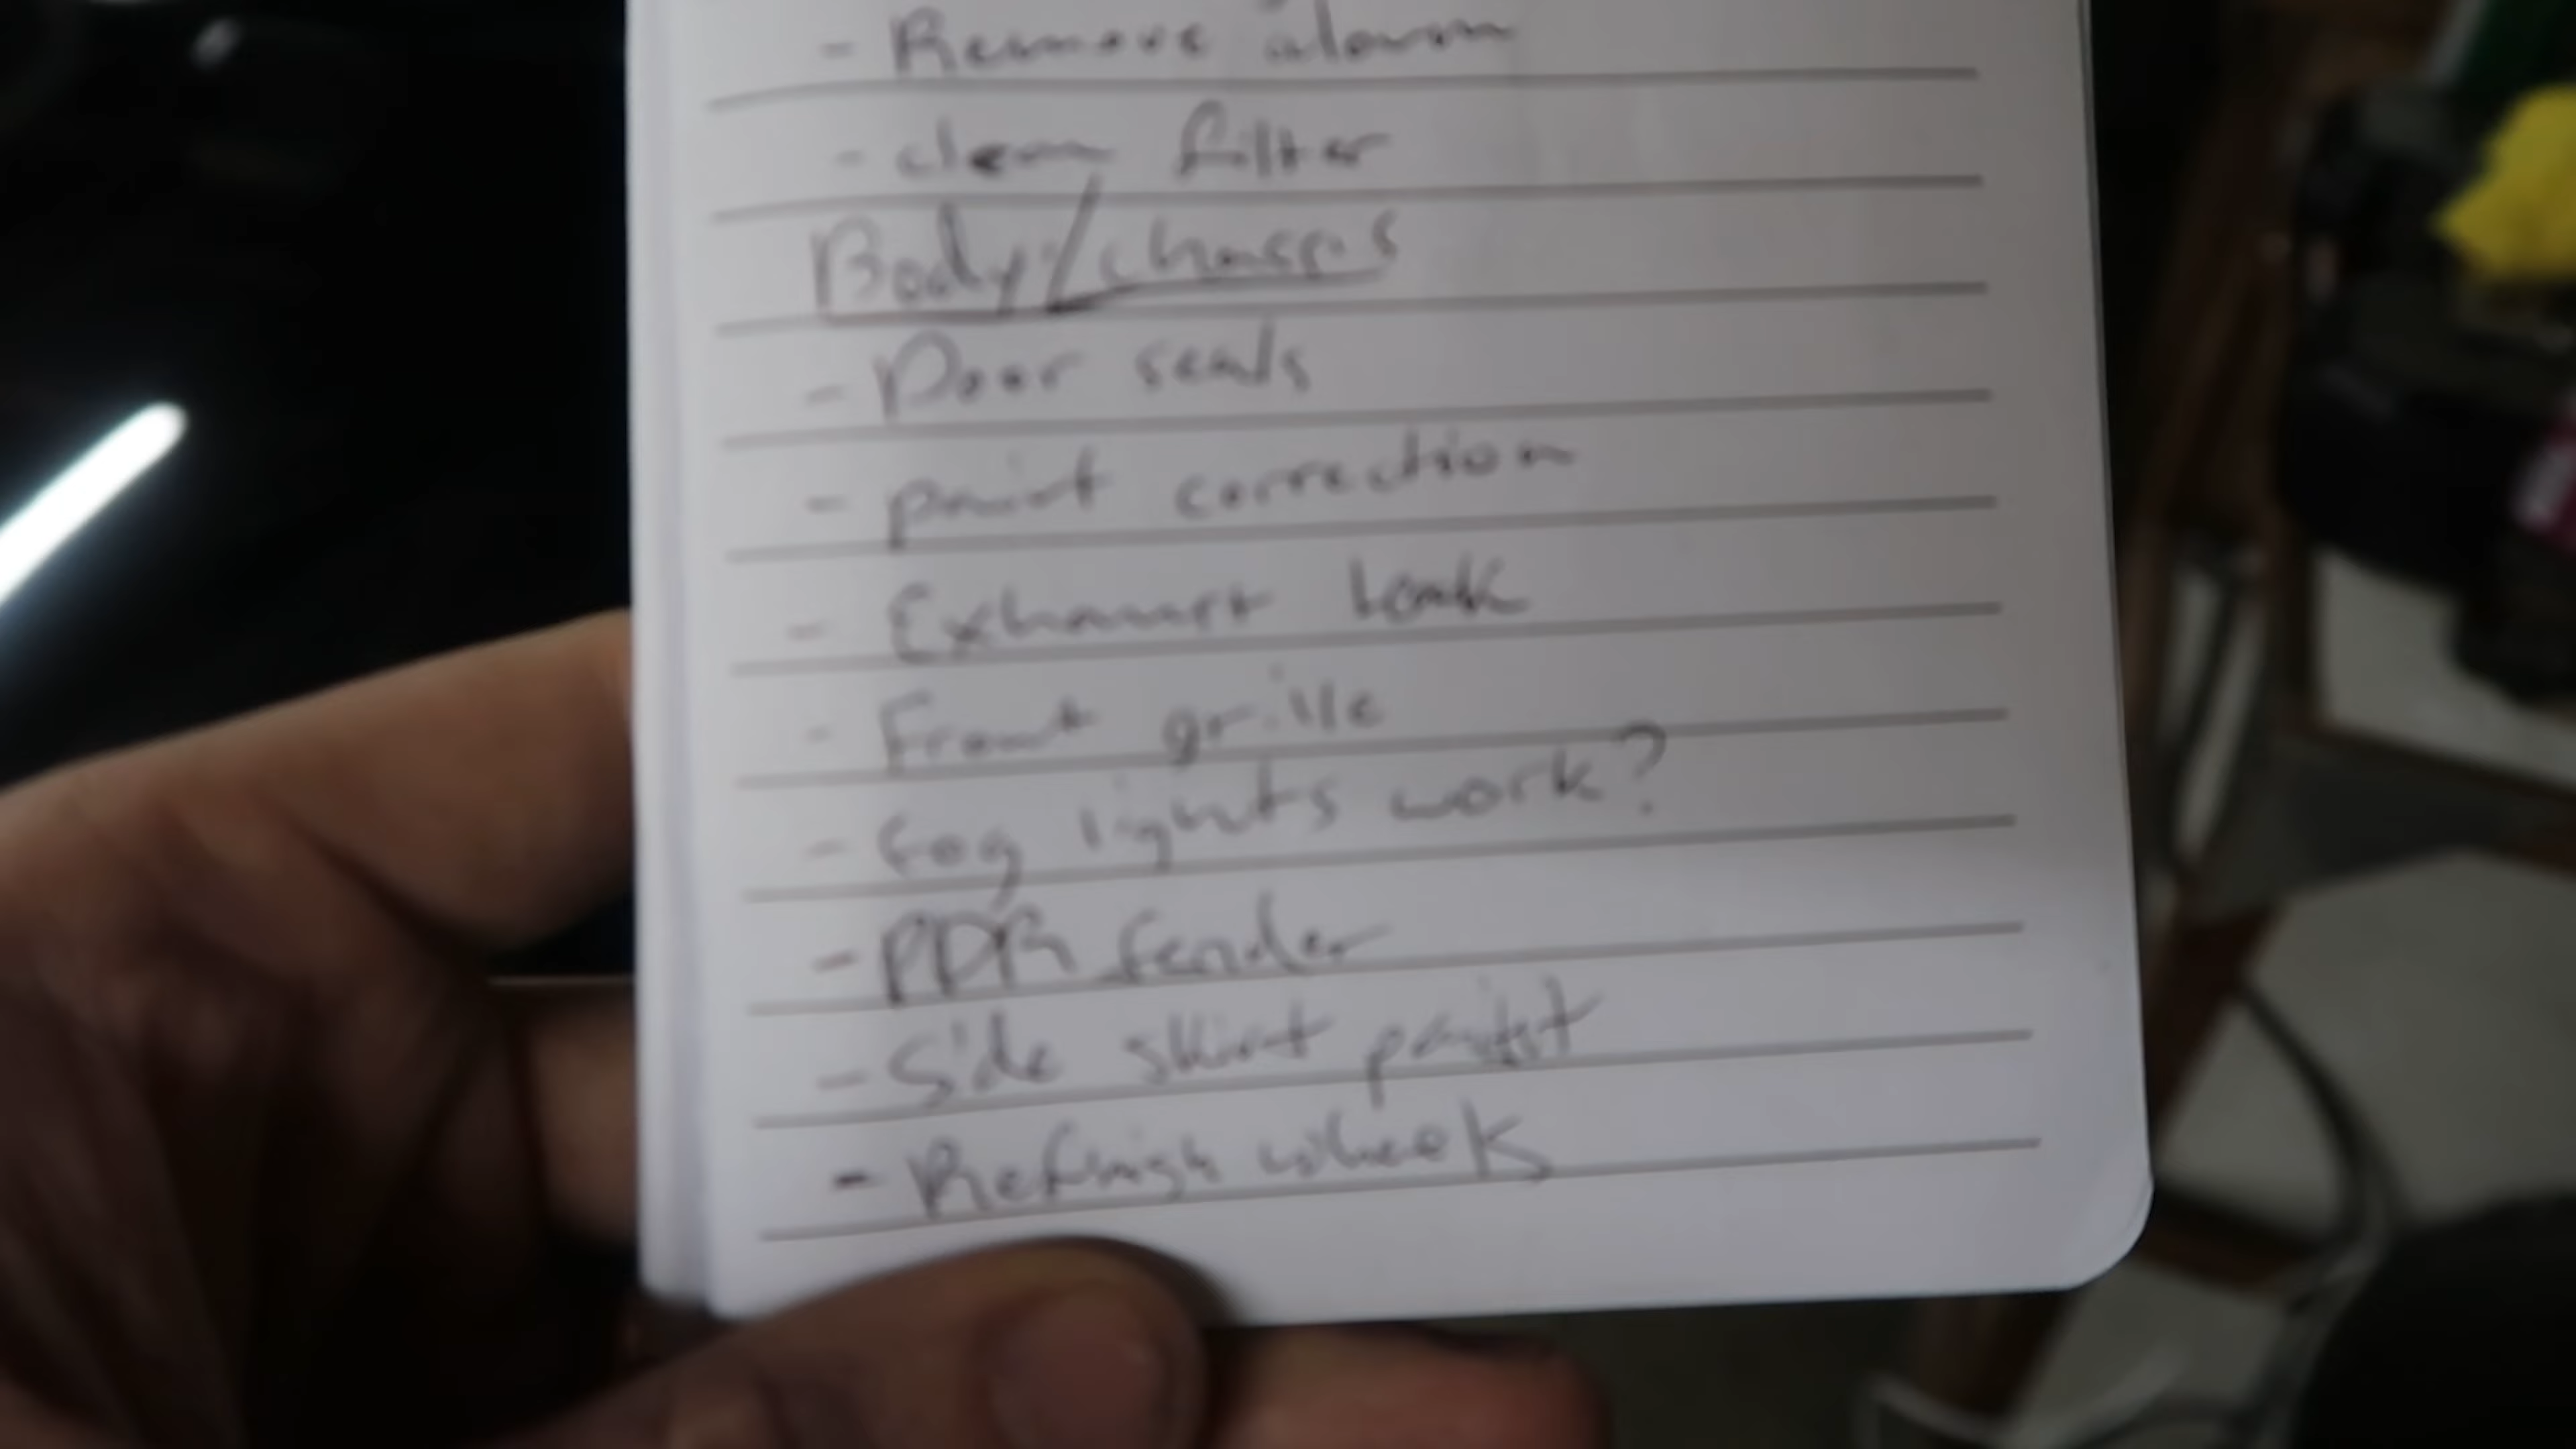 - Remove alarm
- clean filter
Body/chassis
- Door seals
- paint correction
- Exhaust leak
- Front grille
- fog lights work?
- PDR fender
- Side skirt paint
- Refinish wheels